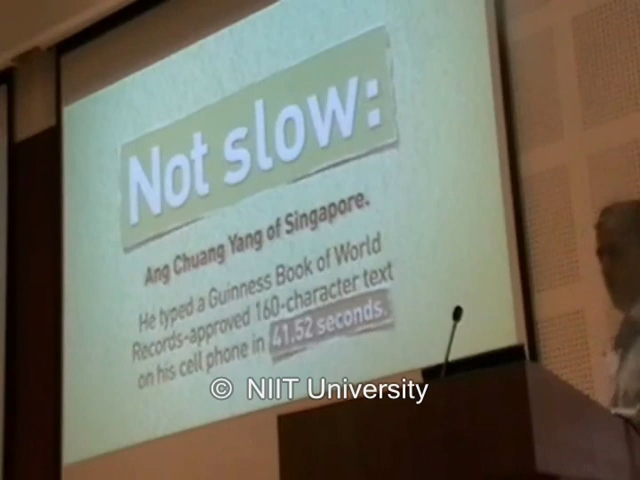 Not slow:
Ang Chuang Yang of Singapore.
He typed a Guinness Book of World
Records-approved 160-character text
on his cell phone in 41.52 seconds.
© NIIT University